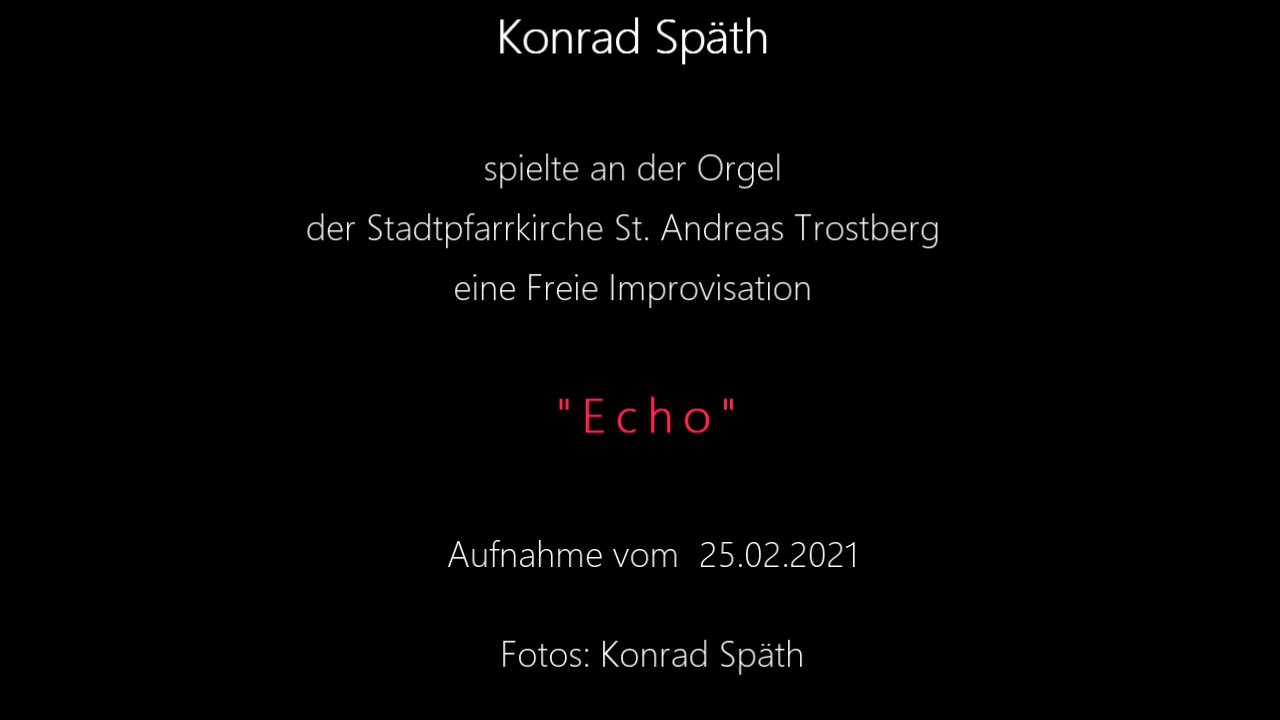 Konrad Späth
spielte an der Orgel
der Stadtpfarrkirche St. Andreas Trostberg
eine Freie Improvisation
"Echo"
Aufnahme vom 25.02.2021
Fotos: Konrad Späth